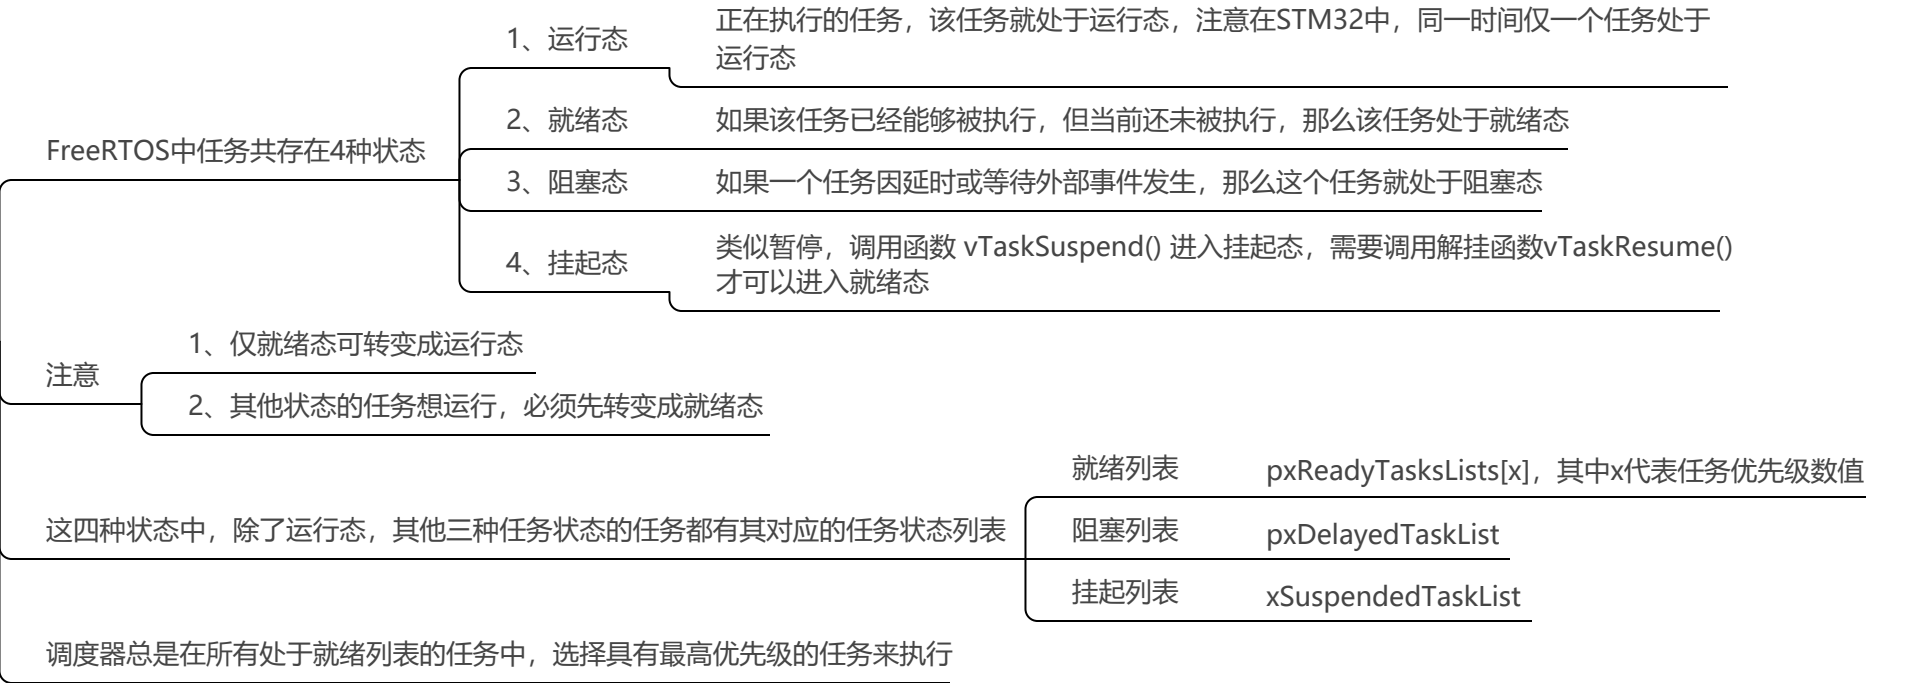 FreeRTOS中任务共存在4种状态
1、运行态
正在执行的任务，该任务就处于运行态，注意在STM32中，同一时间仅一个任务处于
运行态
2、就绪态
如果该任务已经能够被执行，但当前还未被执行，那么该任务处于就绪态
3、阻塞态
如果一个任务因延时或等待外部事件发生，那么这个任务就处于阻塞态
4、挂起态
类似暂停，调用函数 vTaskSuspend() 进入挂起态，需要调用解挂函数vTaskResume()
才可以进入就绪态
注意
1、仅就绪态可转变成运行态
2、其他状态的任务想运行，必须先转变成就绪态
这四种状态中，除了运行态，其他三种任务状态的任务都有其对应的任务状态列表
就绪列表
pxReadyTasksLists[x]，其中x代表任务优先级数值
阻塞列表
pxDelayedTaskList
挂起列表
xSuspendedTaskList
调度器总是在所有处于就绪列表的任务中，选择具有最高优先级的任务来执行